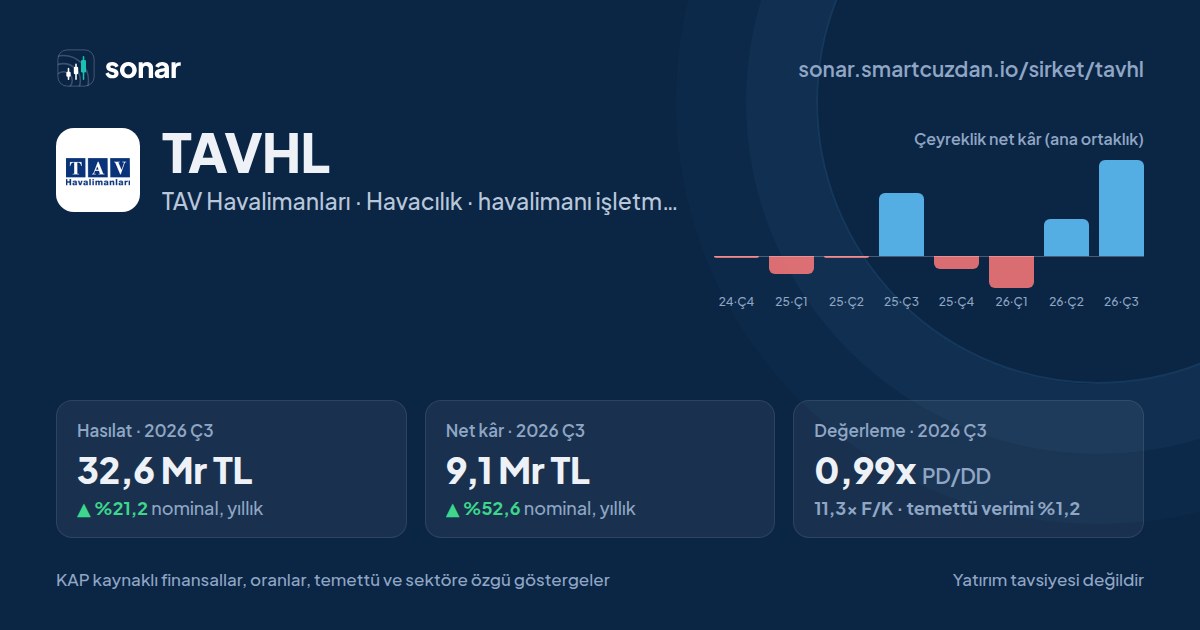 sonar
sonar.smartcuzdan.io/sirket/tavhl
TAV
Havalimanları
TAVHL
TAV Havalimanları · Havacılık · havalimanı işletm...
Çeyreklik net kâr (ana ortaklık)
24·Ç4 25·Ç1 25·Ç2 25·Ç3 25·Ç4 26·Ç1 26·Ç2 26·Ç3
Hasılat · 2026 Ç3
32,6 Mr TL
▲ %21,2 nominal, yıllık
Net kâr · 2026 Ç3
9,1 Mr TL
▲ %52,6 nominal, yıllık
Değerleme · 2026 Ç3
0,99x PD/DD
11,3× F/K · temettü verimi %1,2
KAP kaynaklı finansallar, oranlar, temettü ve sektöre özgü göstergeler
Yatırım tavsiyesi değildir